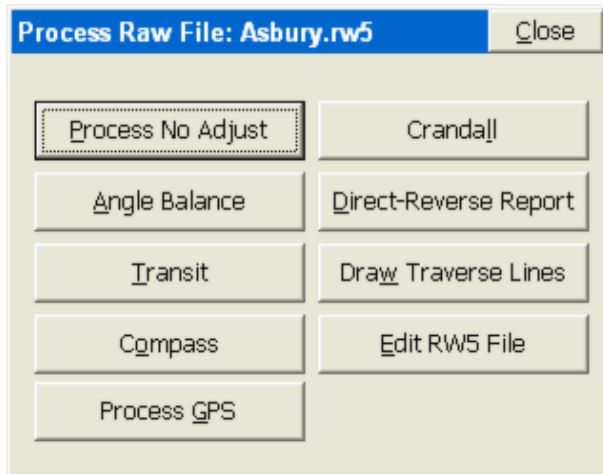 Process Raw File: Asbury.rw5 Close
Process No Adjust Crandall
Angle Balance Direct-Reverse Report
Transit Draw Traverse Lines
Compass Edit RW5 File
Process GPS